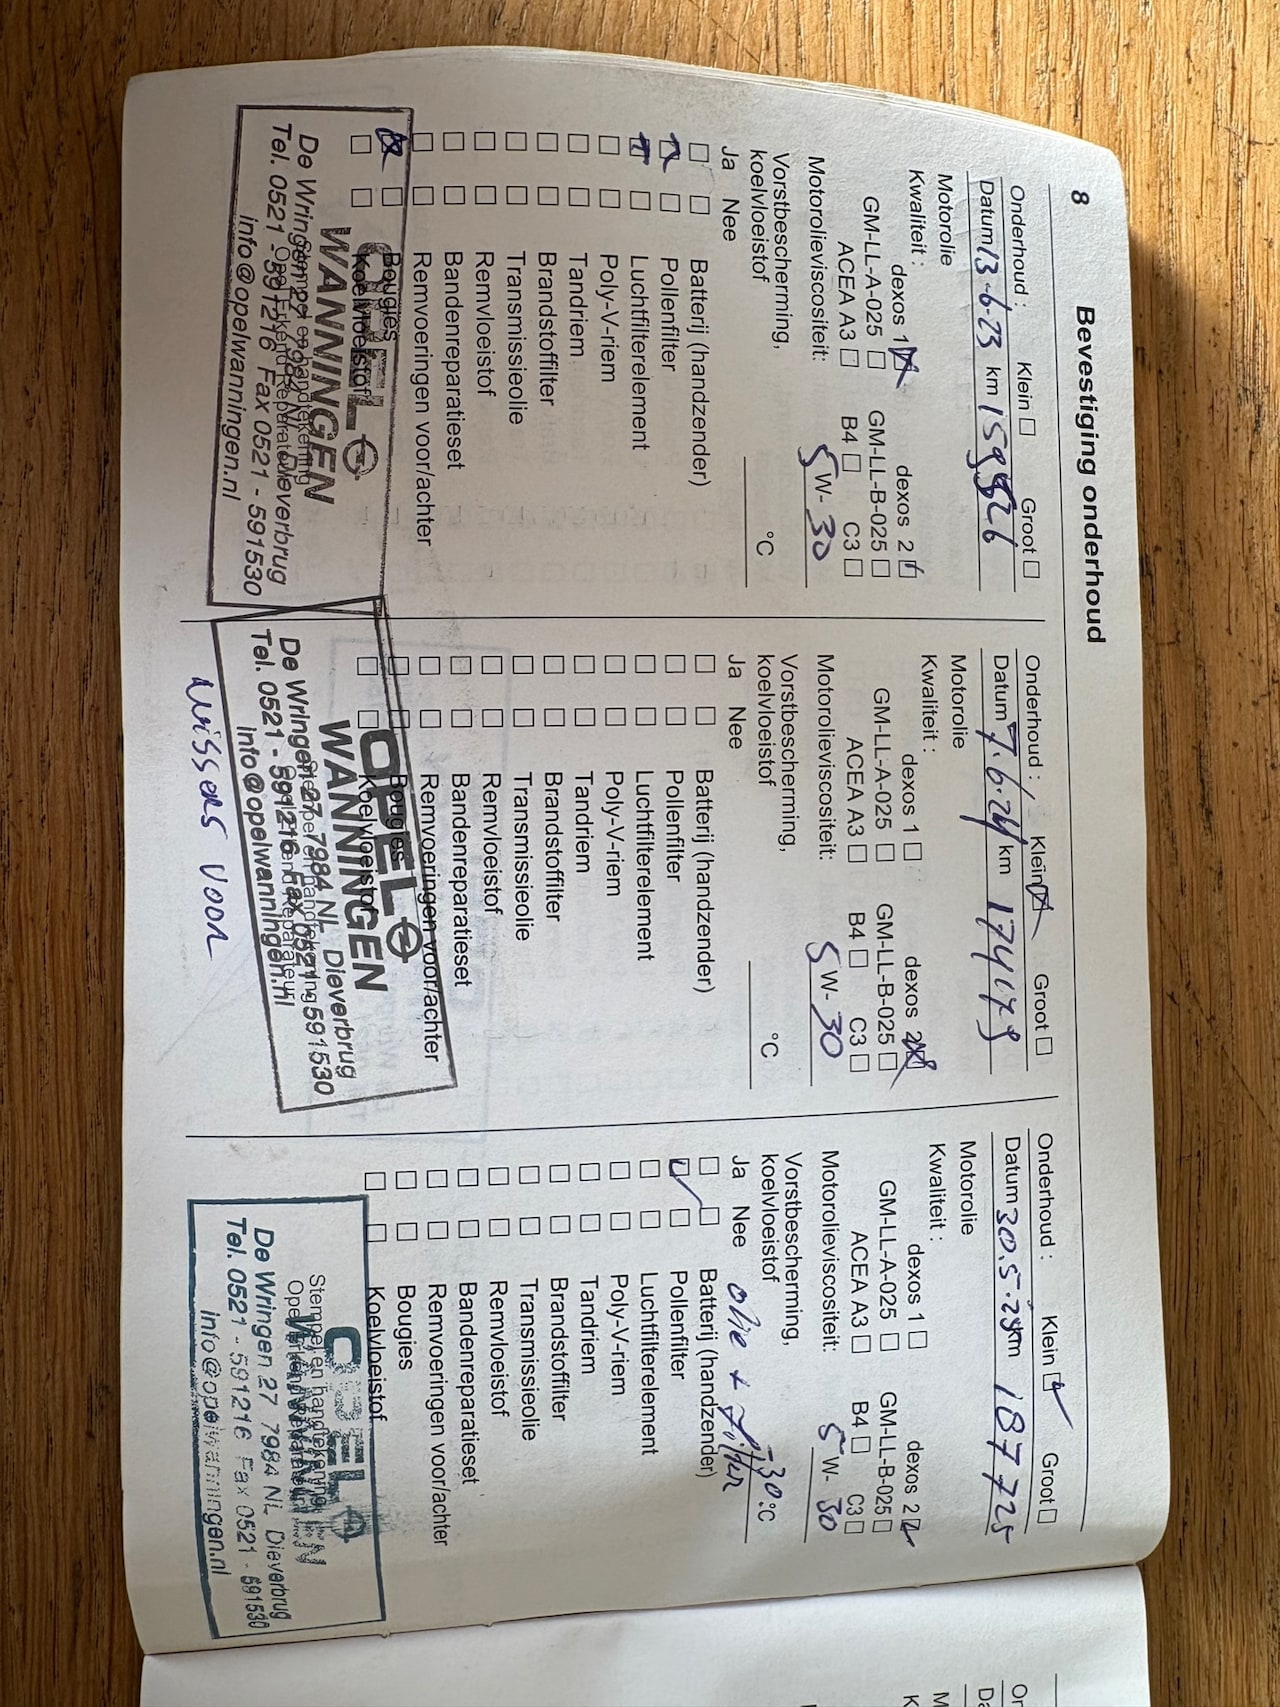 8
Bevestiging onderhoud
Onderhoud : Klein Groot
Datum 13-6-23 km
Motorolie
Kwaliteit : dexos 1 dexos 2
GM-LL-A-025 GM-LL-B-025
ACEA A3 B4 C3
Motorolieviscositeit: 5 W- 30
Vorstbescherming,
koelvloeistof °C
Ja Nee
Batterij (handzender)
Pollenfilter
Luchtfilterelement
Poly-V-riem
Tandriem
Brandstoffilter
Transmissieolie
Remvloeistof
Bandenreparatieset
Remvoeringen voor/achter
Bougies
Koelvloeistof
OPEL
WANNINGEN
De Wringen 27 7984 NL Dieverbrug
Tel. 0521 - 591216 Fax 0521 - 591530
info@opelwanningen.nl
Onderhoud : Klein Groot
Datum 7.6.24 km 174179
Motorolie
Kwaliteit : dexos 1 dexos 2
GM-LL-A-025 GM-LL-B-025
ACEA A3 B4 C3
Motorolieviscositeit: 5 W- 30
Vorstbescherming,
koelvloeistof °C
Ja Nee
Batterij (handzender)
Pollenfilter
Luchtfilterelement
Poly-V-riem
Tandriem
Brandstoffilter
Transmissieolie
Remvloeistof
Bandenreparatieset
Remvoeringen voor/achter
Bougies
Koelvloeistof
OPEL
WANNINGEN
De Wringen 27 7984 NL Dieverbrug
Tel. 0521 - 591216 Fax 0521 - 591530
info@opelwanningen.nl
wissers voor
Onderhoud : Klein Groot
Datum 30.5. km 187725
Motorolie
Kwaliteit : dexos 1 dexos 2
GM-LL-A-025 GM-LL-B-025
ACEA A3 B4 C3
Motorolieviscositeit: 5 W- 30
Vorstbescherming
koelvloeistof -30 °C
Ja Nee olie + filter
Batterij (handzender)
Pollenfilter
Luchtfilterelement
Poly-V-riem
Tandriem
Brandstoffilter
Transmissieolie
Remvloeistof
Bandenreparatieset
Remvoeringen voor/achter
Bougies
Koelvloeistof
Stempel en handtekening
OPEL
WANNINGEN
De Wringen 27 7984 NL Dieverbrug
Tel. 0521 - 591216 Fax 0521 - 591530
info@opelwanningen.nl